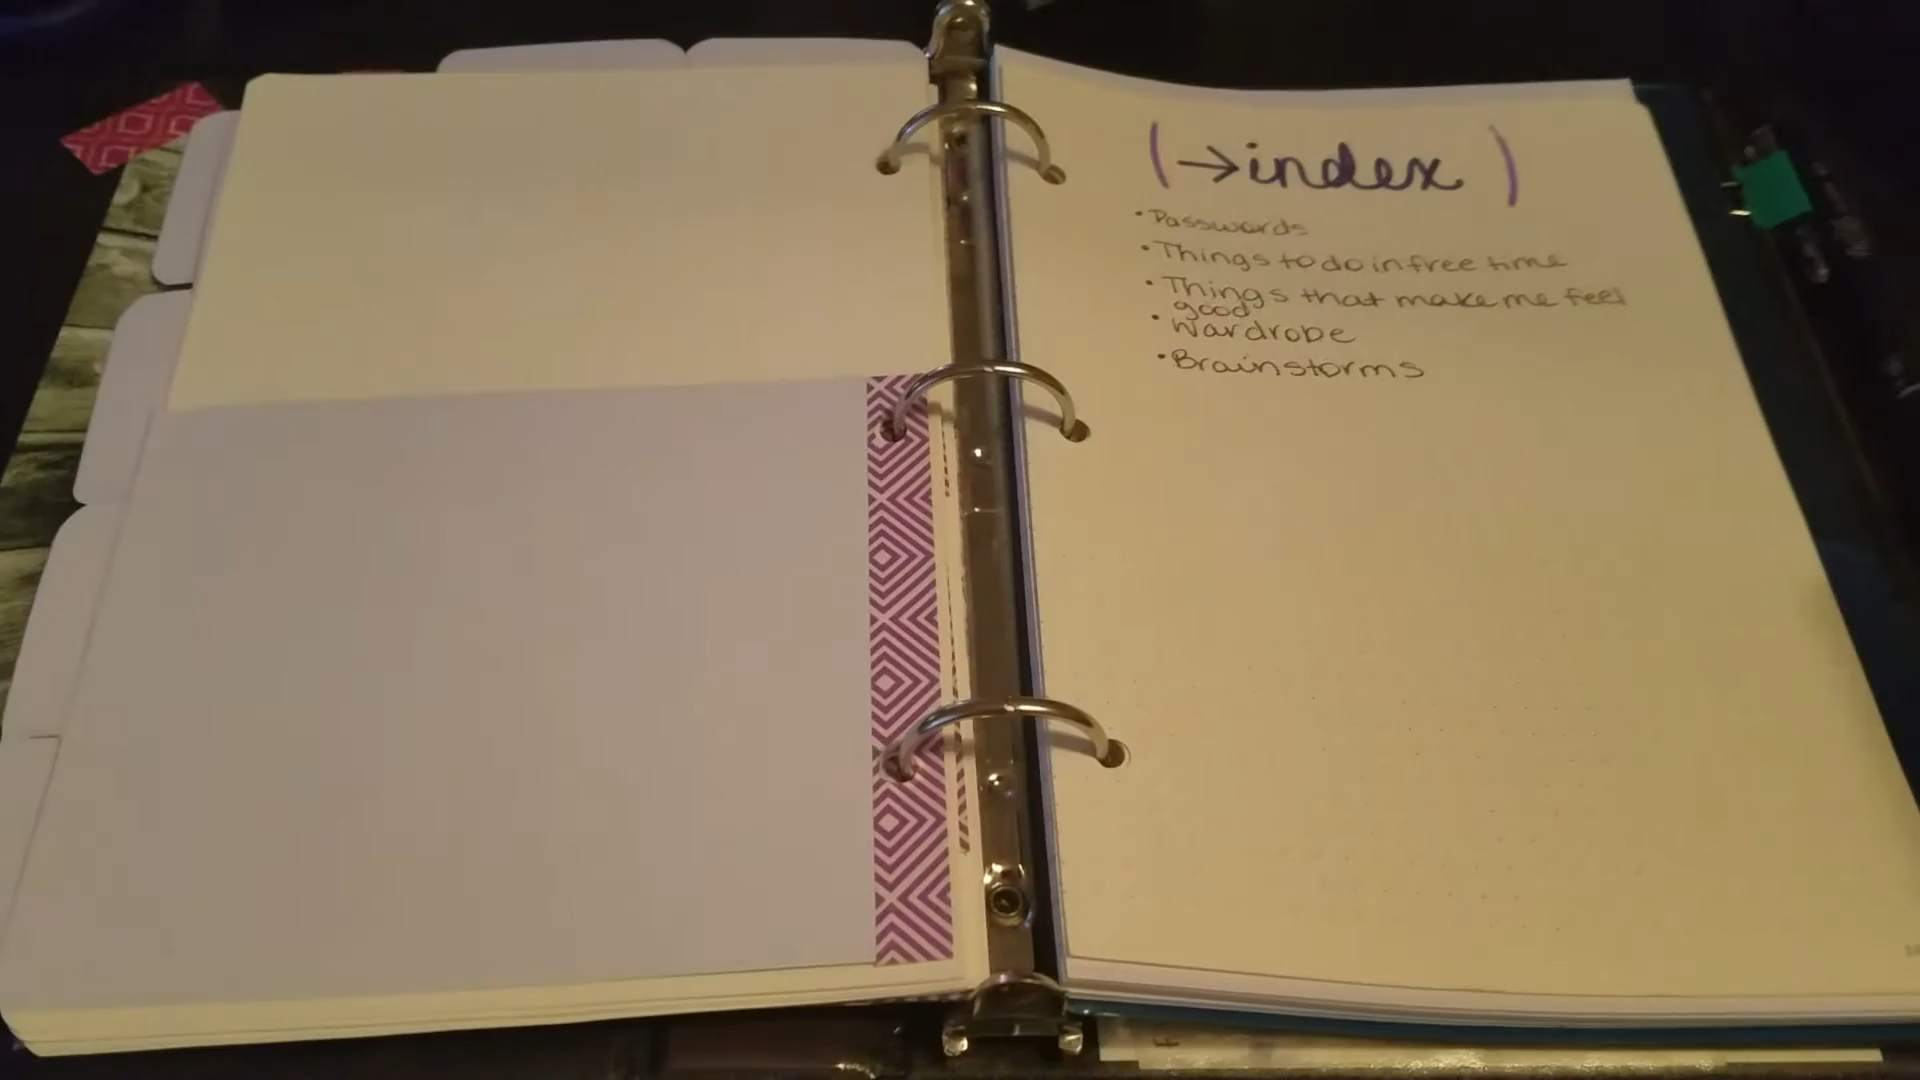 (→index)
• Passwords
• Things to do in free time
• Things that make me feel
good
• Wardrobe
• Brainstorms